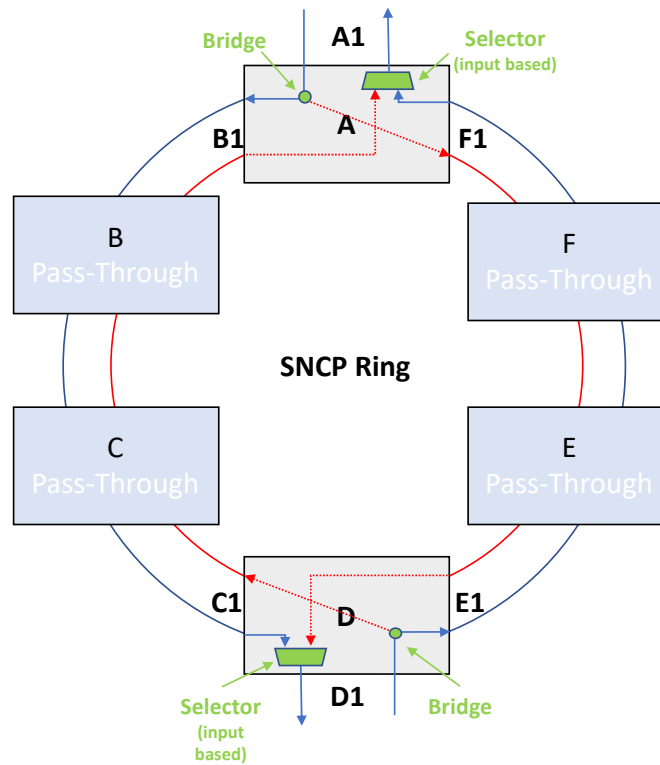 A1
Bridge
Selector
(input based)
A
B1
F1
B
Pass-Through
F
Pass-Through
SNCP Ring
C
Pass-Through
E
Pass-Through
C1
D
E1
D1
Selector
(input
based)
Bridge